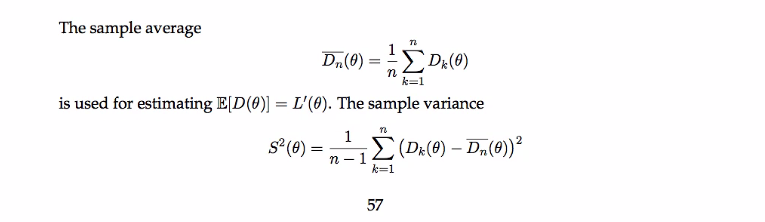 The sample average
$$\overline{D_n}(\theta) = \frac{1}{n} \sum_{k=1}^{n} D_k(\theta)$$
is used for estimating $\mathbb{E}[D(\theta)] = L'(\theta)$. The sample variance
$$S^2(\theta) = \frac{1}{n-1} \sum_{k=1}^{n} \left(D_k(\theta) - \overline{D_n}(\theta)\right)^2$$
57